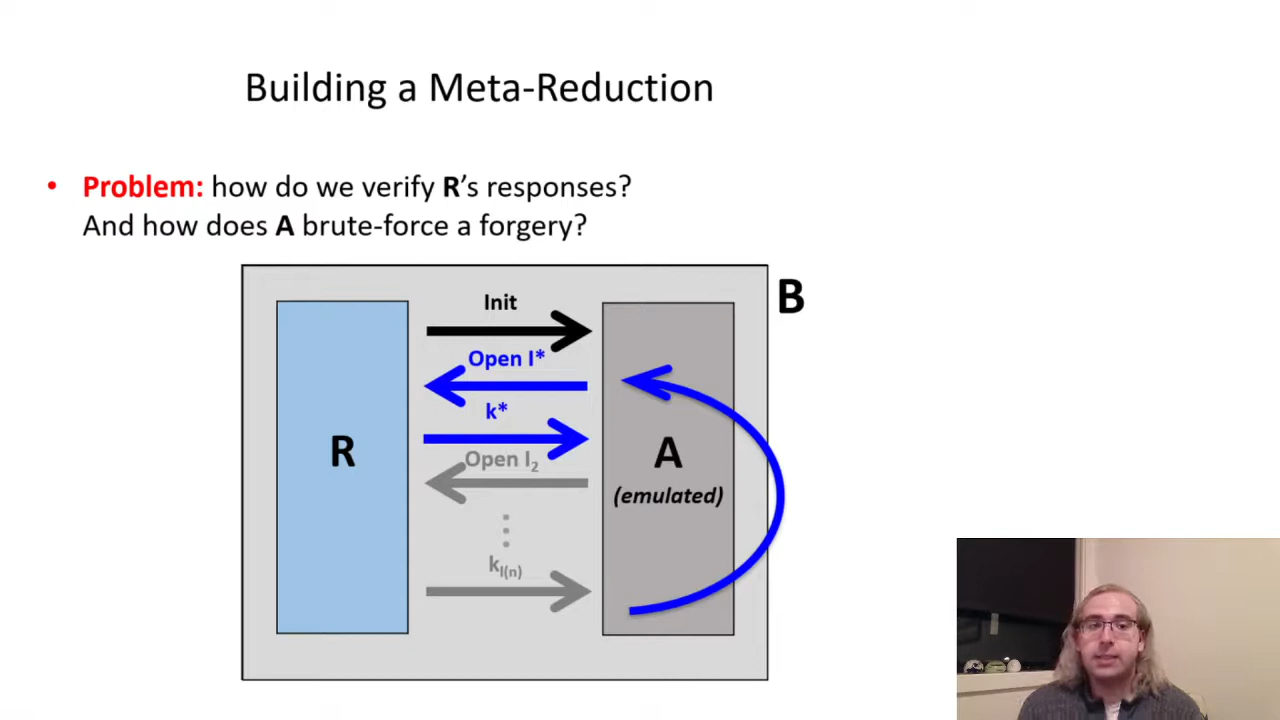 Building a Meta-Reduction
• Problem: how do we verify R's responses?
And how does A brute-force a forgery?
Init
B
Open I*
k*
R
A
Open I2
(emulated)
kl(n)